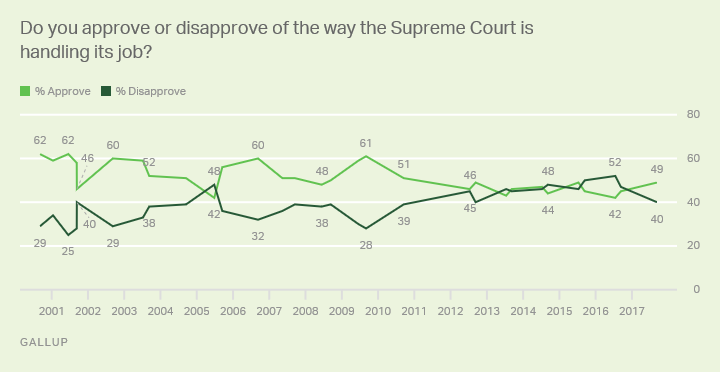 Do you approve or disapprove of the way the Supreme Court is
handling its job?
% Approve % Disapprove
80
62 62 46 60 52 48 60 48 61 51 46 48 52 49
60
40
29 25 40 29 38 42 32 38 28 39 45 44 42 40
20
0
2001 2002 2003 2004 2005 2006 2007 2008 2009 2010 2011 2012 2013 2014 2015 2016 2017
GALLUP